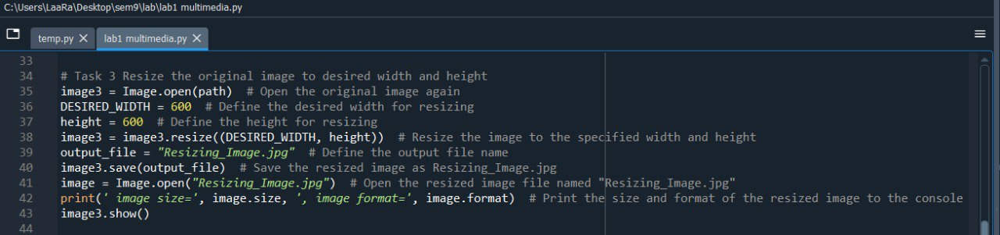 C:\Users\LaaRa\Desktop\sem9\lab\lab1 multimedia.py
temp.py
lab1 multimedia.py
33
34 # Task 3 Resize the original image to desired width and height
35 image3 = Image.open(path)  # Open the original image again
36 DESIRED_WIDTH = 600  # Define the desired width for resizing
37 height = 600  # Define the height for resizing
38 image3 = image3.resize((DESIRED_WIDTH, height))  # Resize the image to the specified width and height
39 output_file = "Resizing_Image.jpg"  # Define the output file name
40 image3.save(output_file)  # Save the resized image as Resizing_Image.jpg
41 image = Image.open("Resizing_Image.jpg")  # Open the resized image file named "Resizing_Image.jpg"
42 print(' image size=', image.size, ', image format=', image.format)  # Print the size and format of the resized image to the console
43 image3.show()
44